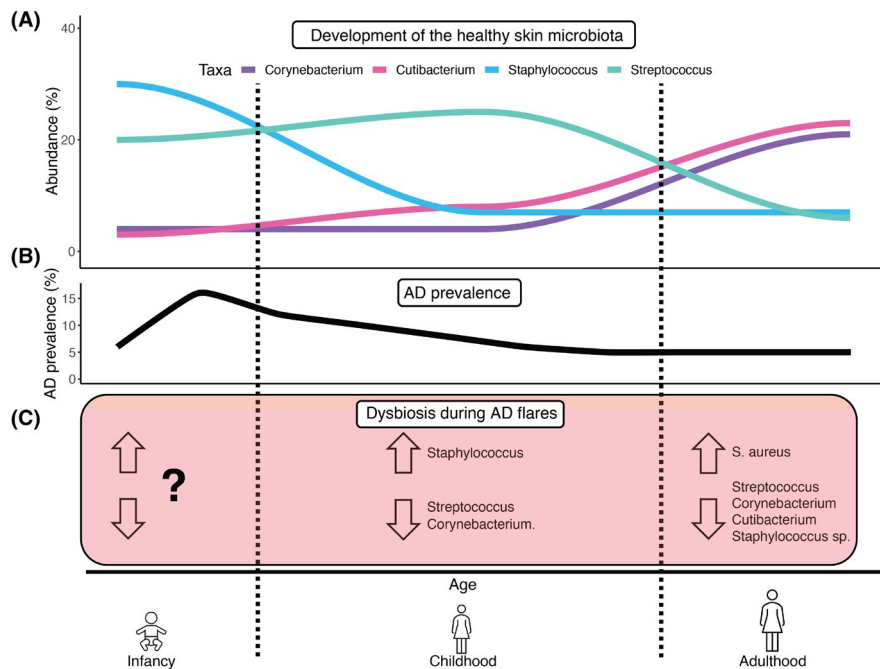 (A)
Development of the healthy skin microbiota
Taxa Corynebacterium Cutibacterium Staphylococcus Streptococcus
Abundance (%)
40
20
0
(B)
AD prevalence
AD prevalence (%)
15
10
5
0
(C)
Dysbiosis during AD flares
?
Staphylococcus
Streptococcus
Corynebacterium.
S. aureus
Streptococcus
Corynebacterium
Cutibacterium
Staphylococcus sp.
Age
Infancy
Childhood
Adulthood